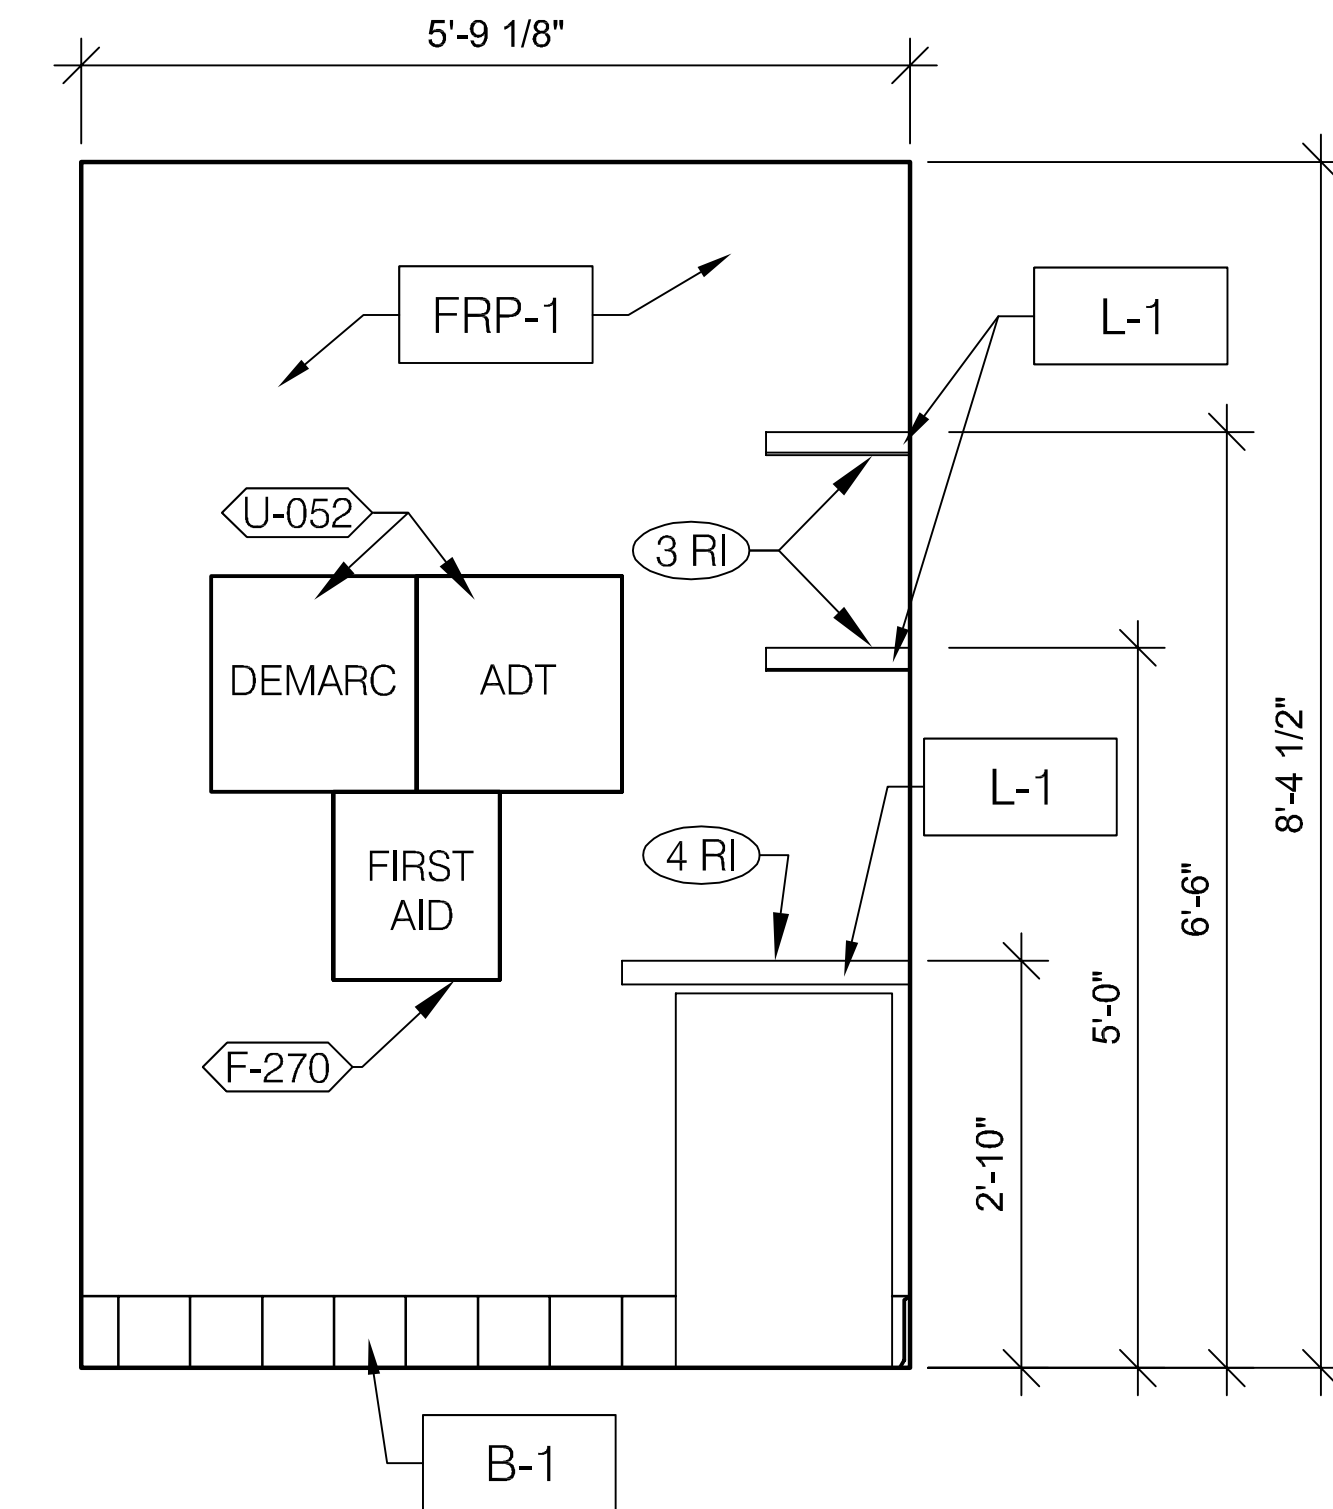 5'-9 1/8"
FRP-1
L-1
U-052
3 RI
DEMARC
ADT
8'-4 1/2"
L-1
4 RI
FIRST
AID
6'-6"
5'-0"
F-270
2'-10"
B-1